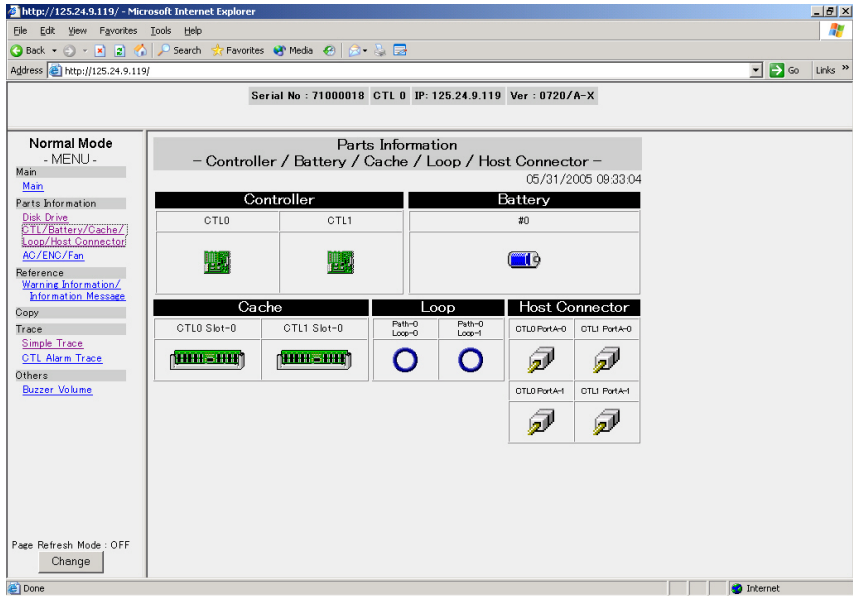 http://125.24.9.119/ - Microsoft Internet Explorer
File Edit View Favorites Tools Help
Back Search Favorites Media
Address http://125.24.9.119/ Go Links »
Serial No : 71000018 CTL 0 IP: 125.24.9.119 Ver : 0720/A-X
Normal Mode
- MENU -
Main
Main
Parts Information
Disk Drive
CTL/Battery/Cache/
Loop/Host Connector
AC/ENC/Fan
Reference
Warning Information/
Information Message
Copy
Trace
Simple Trace
CTL Alarm Trace
Others
Buzzer Volume
Page Refresh Mode : OFF
Change
Parts Information
- Controller / Battery / Cache / Loop / Host Connector -
05/31/2005 09:33:04
Controller Battery
CTL0 CTL1 #0
Cache Loop Host Connector
CTL0 Slot-0 CTL1 Slot-0 Path-0 Path-0 CTL0 PortA-0 CTL1 PortA-0
Loop-0 Loop-1
CTL0 PortA-1 CTL1 PortA-1
Done Internet